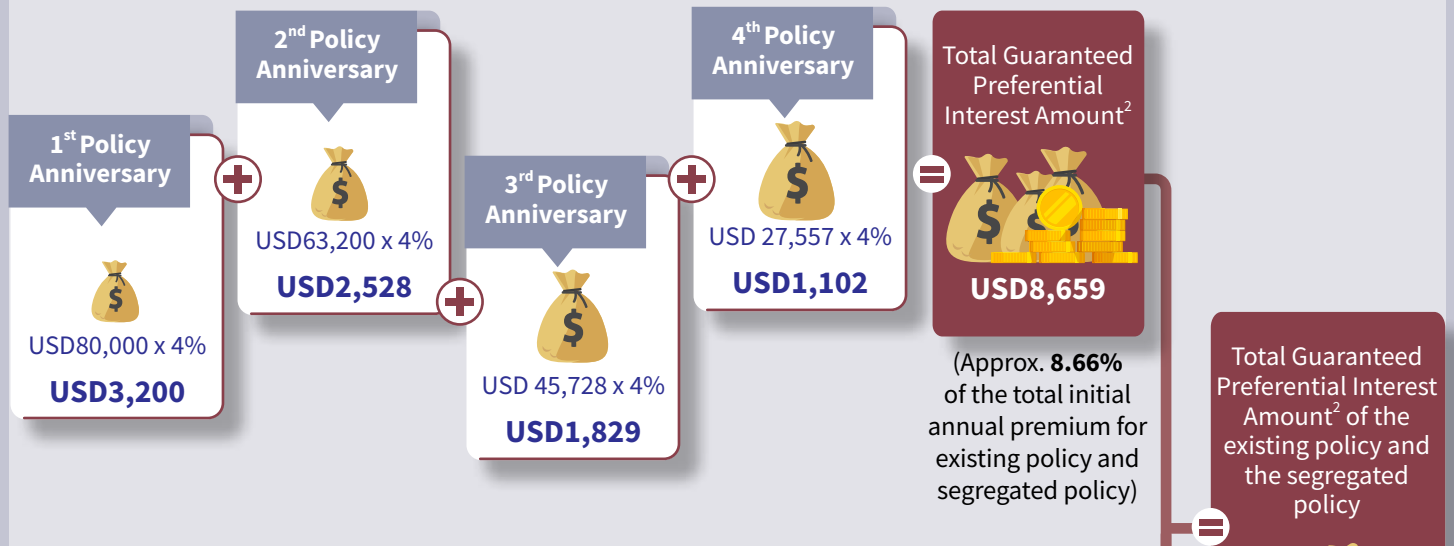 1st Policy
Anniversary
$
USD80,000 x 4%
USD3,200
+
2nd Policy
Anniversary
$
USD63,200 x 4%
USD2,528
+
3rd Policy
Anniversary
$
USD 45,728 x 4%
USD1,829
+
4th Policy
Anniversary
$
USD 27,557 x 4%
USD1,102
=
Total Guaranteed
Preferential
Interest Amount2
$ $ $
USD8,659
(Approx. 8.66%
of the total initial
annual premium for
existing policy and
segregated policy)
=
Total Guaranteed
Preferential Interest
Amount2 of the
existing policy and
the segregated
policy